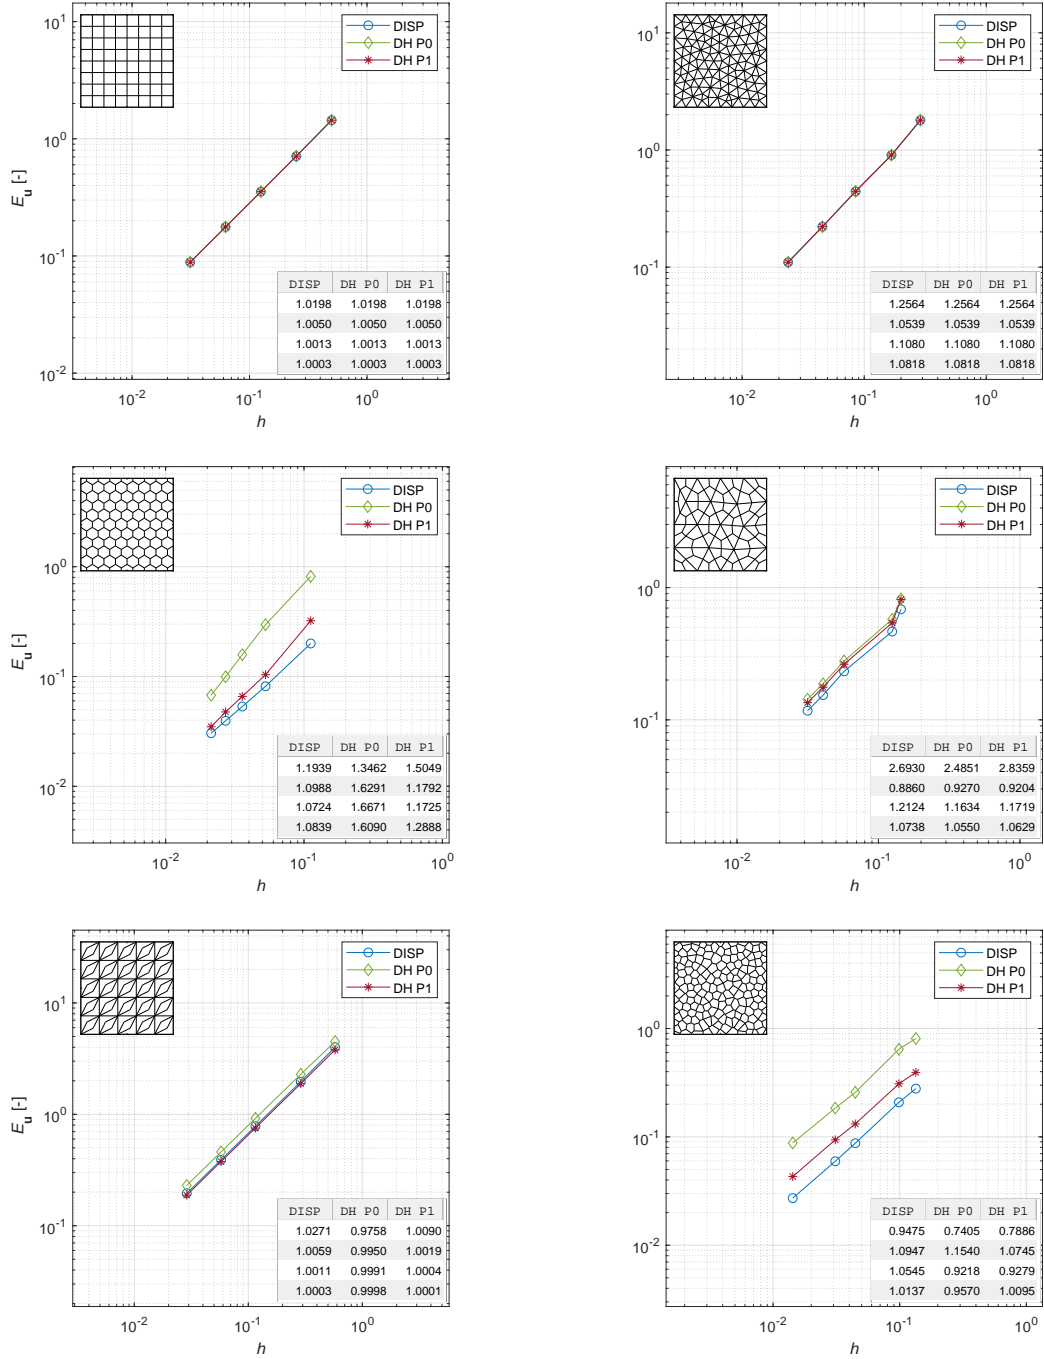 10^1
10^0
10^-1
10^-2
E_u [-]
DISP
DH P0
DH P1
DISP DH P0 DH P1
1.0198 1.0198 1.0198
1.0050 1.0050 1.0050
1.0013 1.0013 1.0013
1.0003 1.0003 1.0003
10^-2 10^-1 10^0
h
10^1
10^0
10^-1
DISP
DH P0
DH P1
DISP DH P0 DH P1
1.2564 1.2564 1.2564
1.0539 1.0539 1.0539
1.1080 1.1080 1.1080
1.0818 1.0818 1.0818
10^-2 10^-1 10^0
h
10^0
10^-1
10^-2
E_u [-]
DISP
DH P0
DH P1
DISP DH P0 DH P1
1.1939 1.3462 1.5049
1.0988 1.6291 1.1792
1.0724 1.6671 1.1725
1.0839 1.6090 1.2888
10^-2 10^-1 10^0
h
10^0
10^-1
DISP
DH P0
DH P1
DISP DH P0 DH P1
2.6930 2.4851 2.8359
0.8860 0.9270 0.9204
1.2124 1.1634 1.1719
1.0738 1.0550 1.0629
10^-2 10^-1 10^0
h
10^1
10^0
10^-1
E_u [-]
DISP
DH P0
DH P1
DISP DH P0 DH P1
1.0271 0.9758 1.0090
1.0059 0.9950 1.0019
1.0011 0.9991 1.0004
1.0003 0.9998 1.0001
10^-2 10^-1 10^0
h
10^0
10^-1
10^-2
DISP
DH P0
DH P1
DISP DH P0 DH P1
0.9475 0.7405 0.7886
1.0947 1.1540 1.0745
1.0545 0.9218 0.9279
1.0137 0.9570 1.0095
10^-2 10^-1 10^0
h